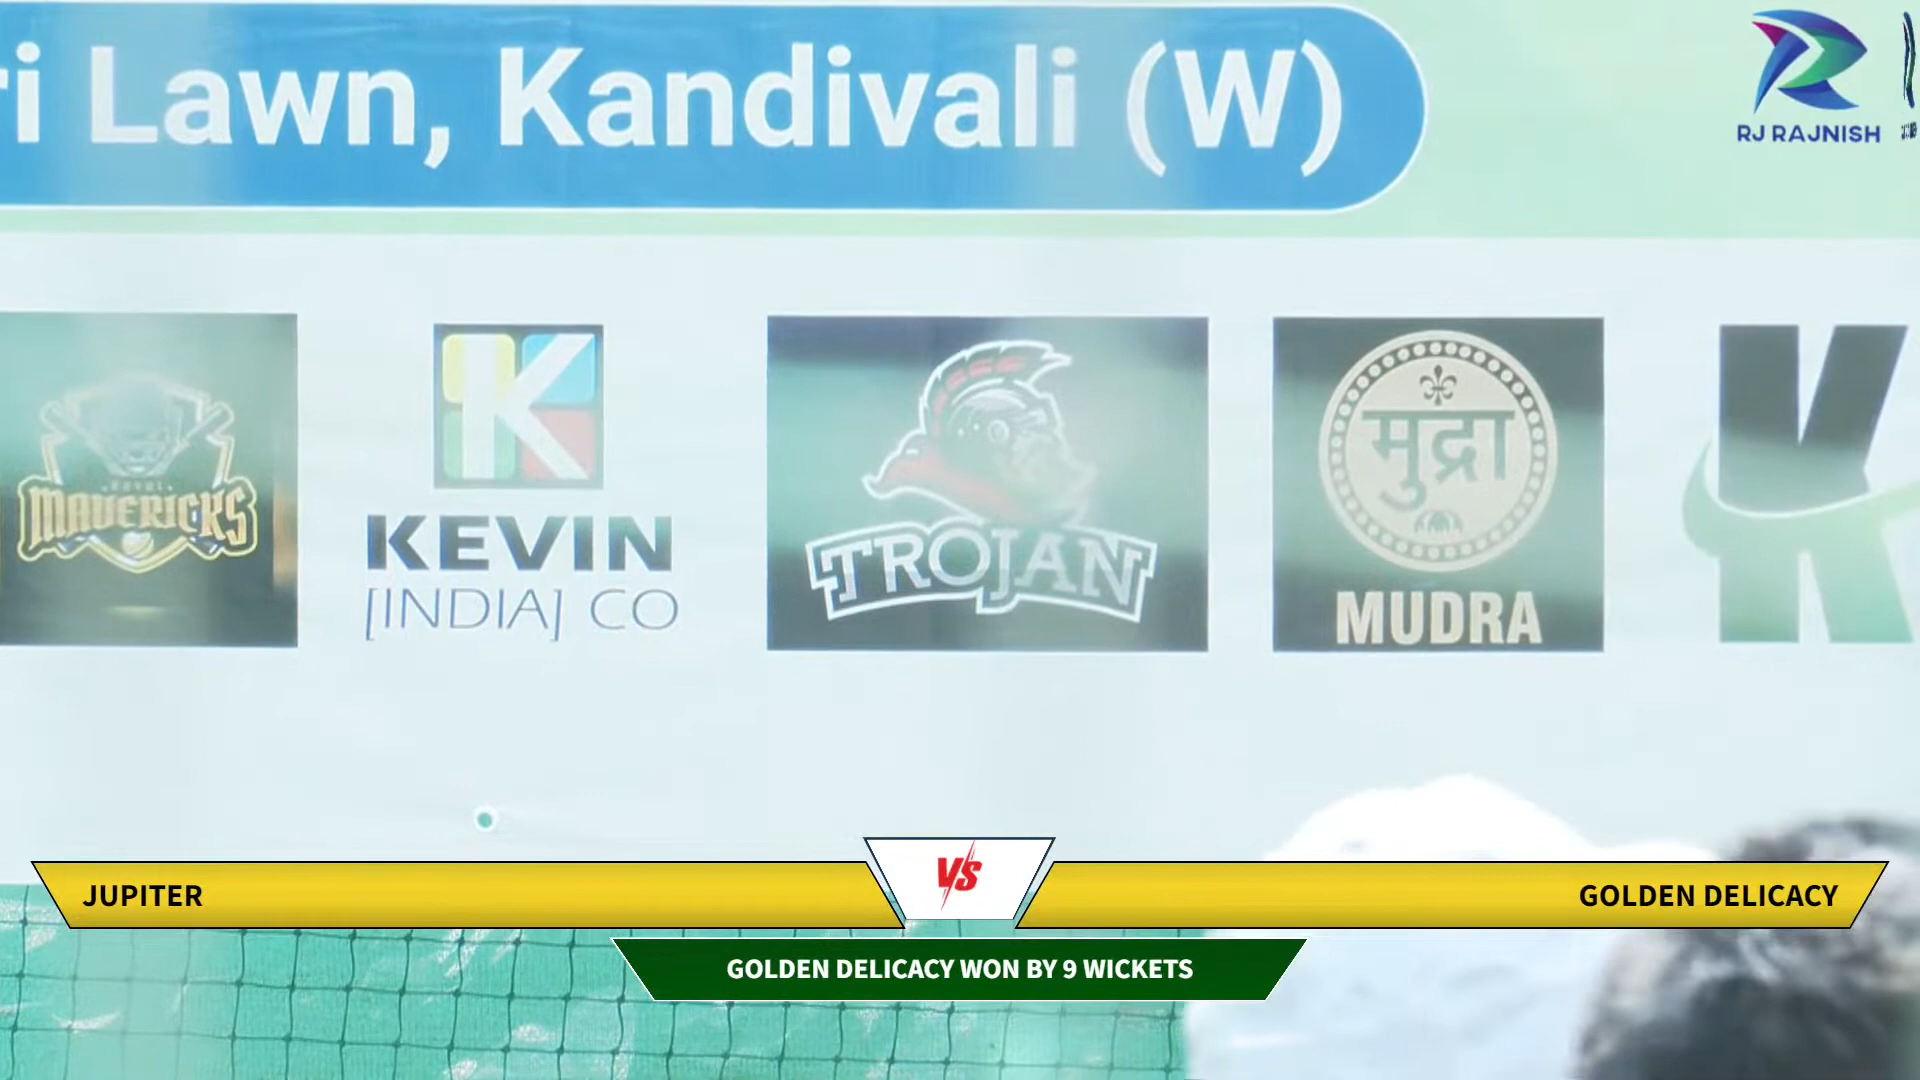 ri Lawn, Kandivali (W)
RJ RAJNISH
MAVERICKS
K
KEVIN
[INDIA] CO
TROJAN
मुद्रा
MUDRA
K
JUPITER
VS
GOLDEN DELICACY
GOLDEN DELICACY WON BY 9 WICKETS